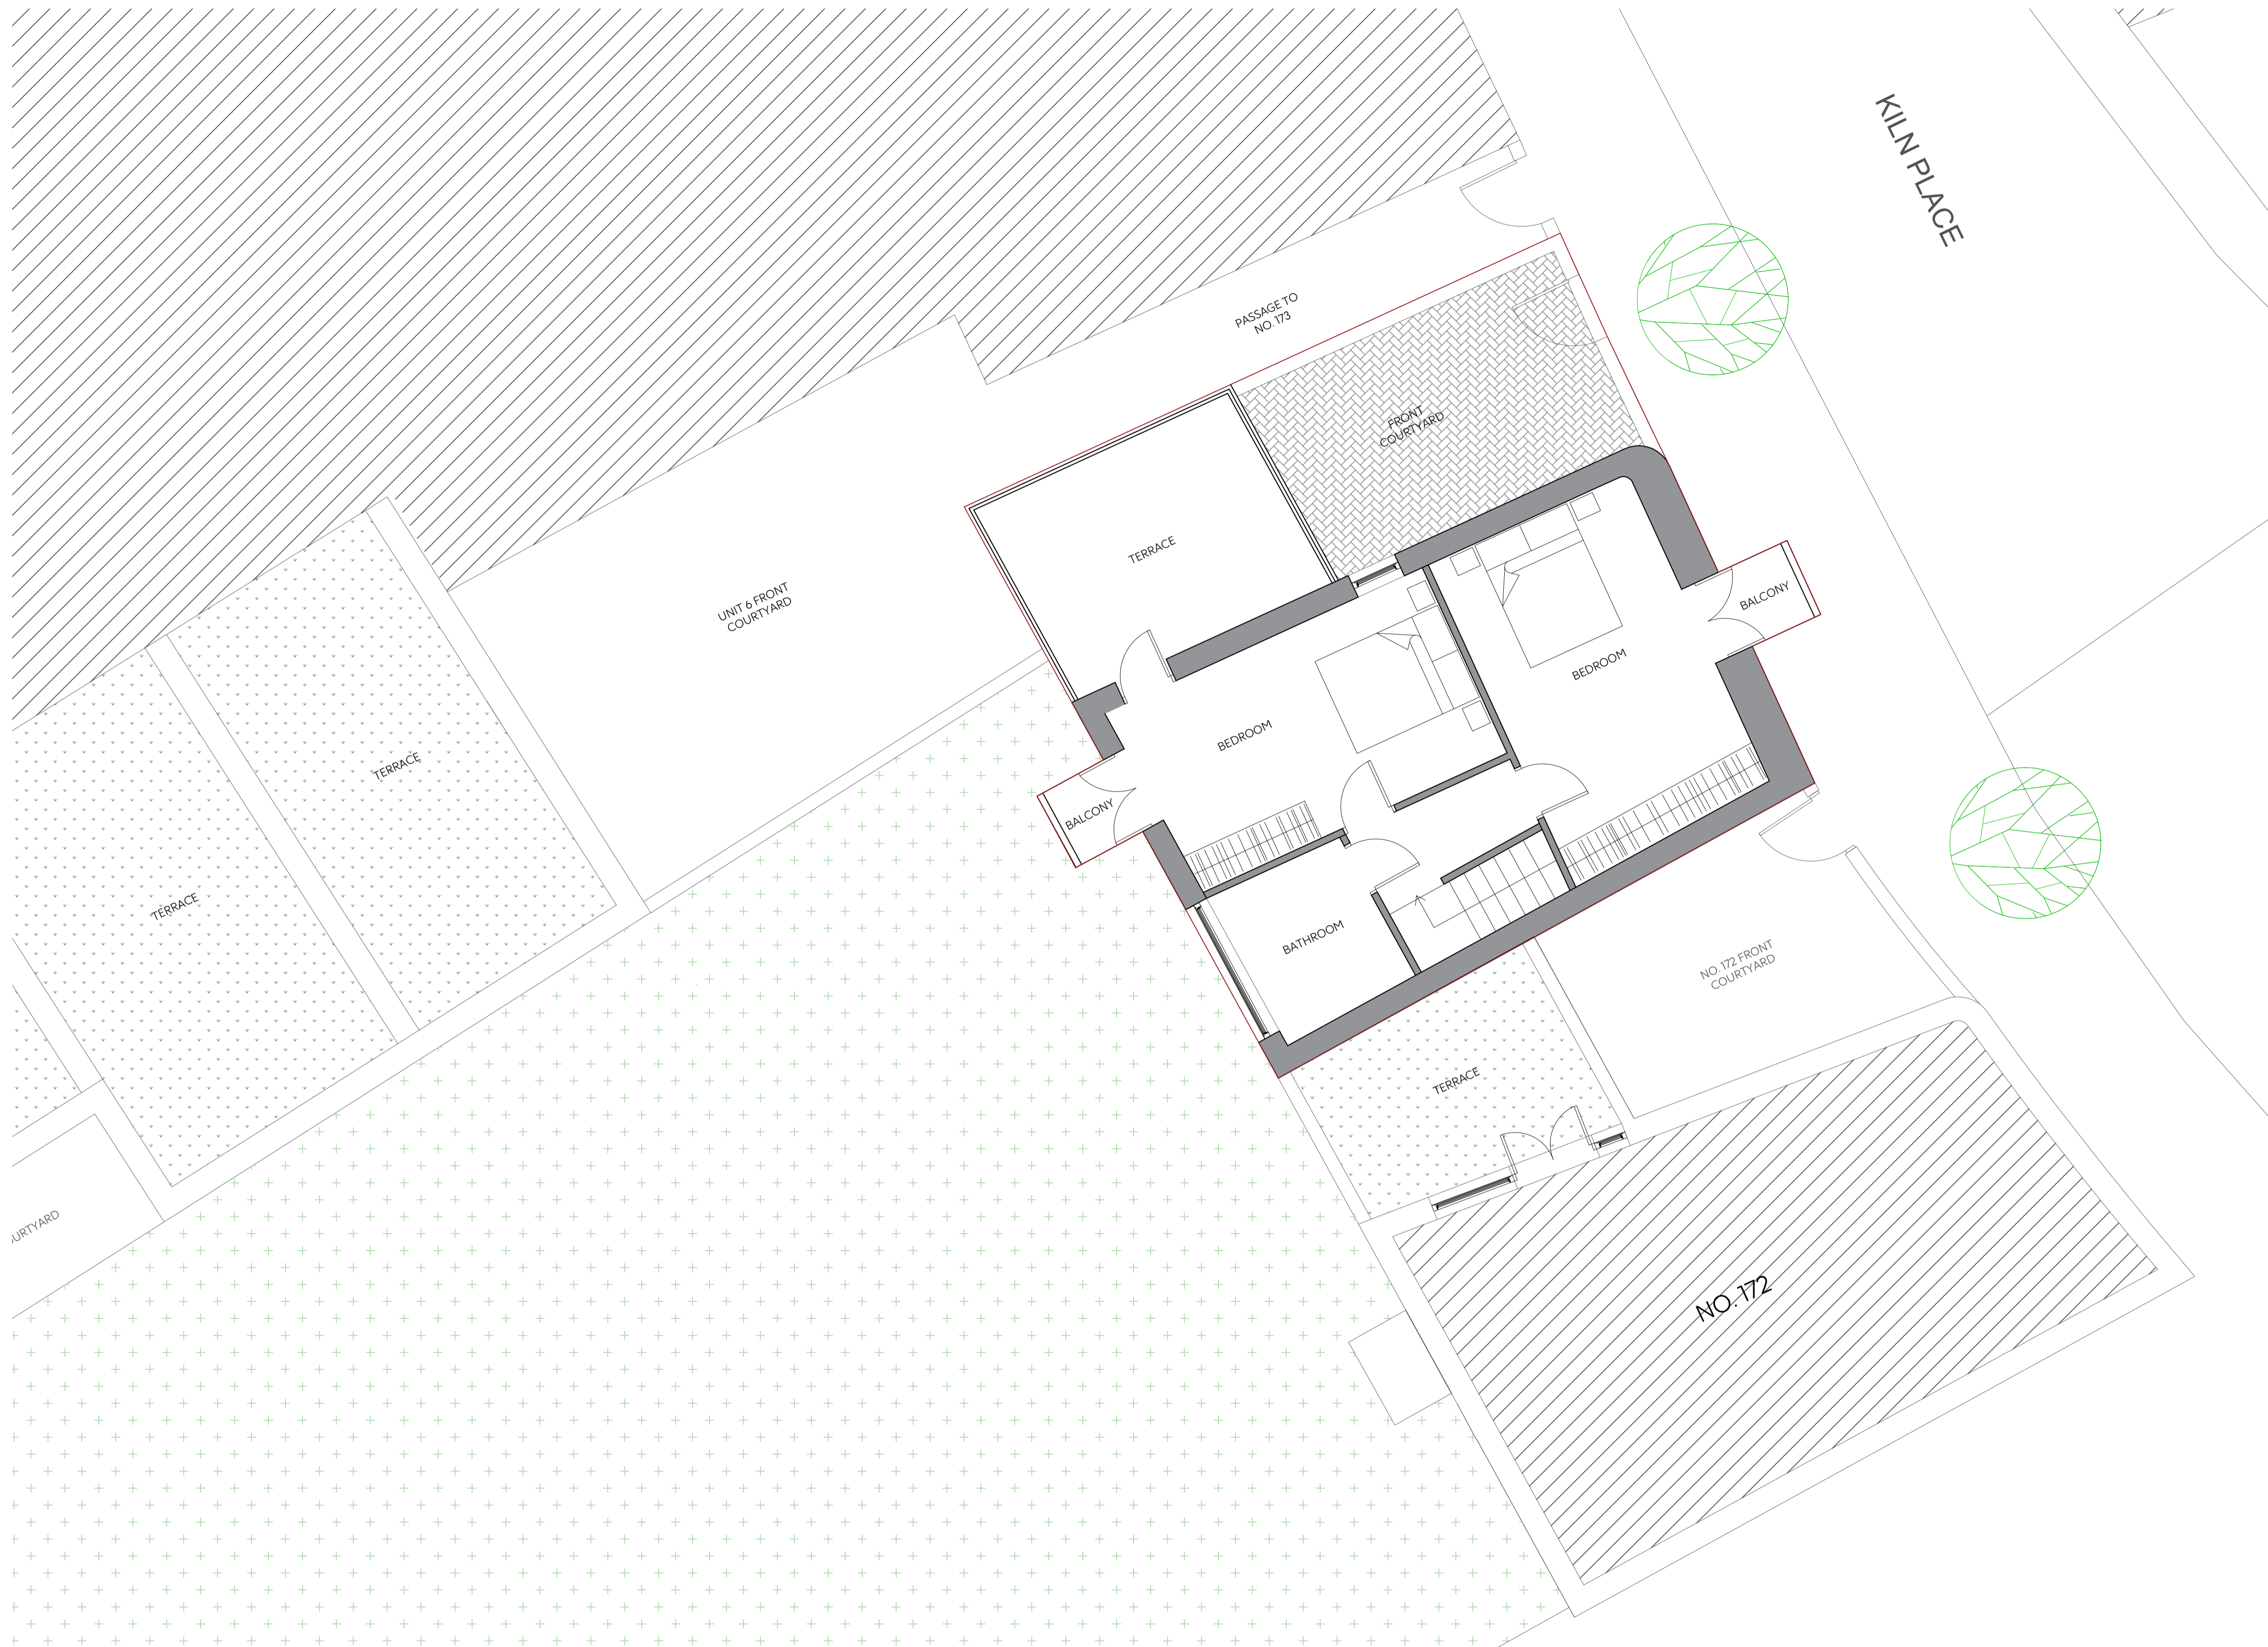 KILN PLACE
PASSAGE TO
NO. 173
FRONT
COURTYARD
TERRACE
UNIT 6 FRONT
COURTYARD
BALCONY
BEDROOM
BEDROOM
TERRACE
BALCONY
TERRACE
BATHROOM
NO. 172 FRONT
COURTYARD
TERRACE
URTYARD
NO. 172